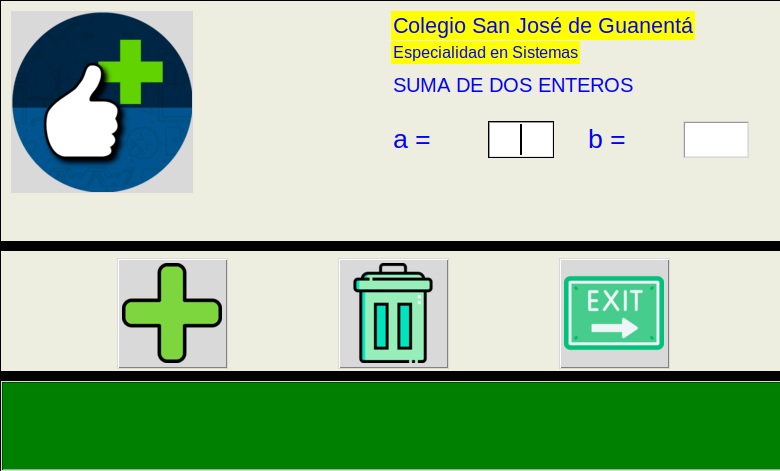 Colegio San José de Guanentá
Especialidad en Sistemas
SUMA DE DOS ENTEROS
a = b =
EXIT